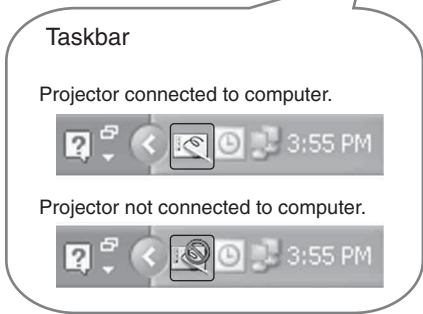 Taskbar
Projector connected to computer.
? 3:55 PM
Projector not connected to computer.
? 3:55 PM